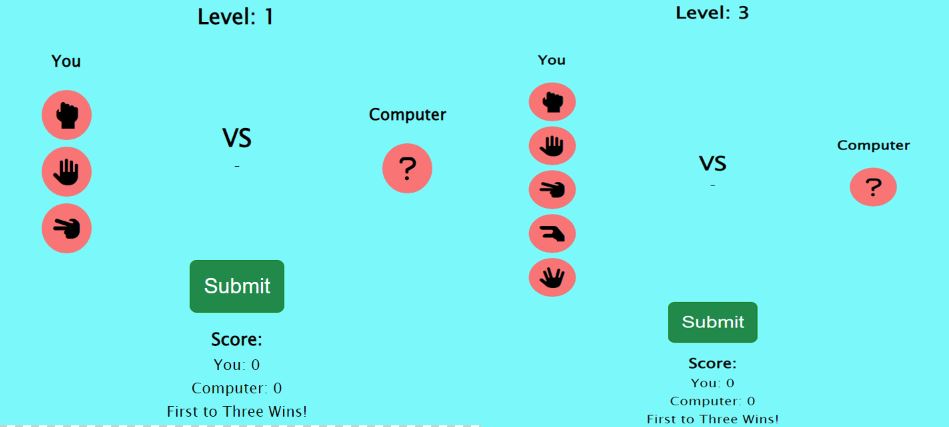 Level: 1
You
Computer
VS
-
?
Submit
Score:
You: 0
Computer: 0
First to Three Wins!
Level: 3
You
Computer
VS
-
?
Submit
Score:
You: 0
Computer: 0
First to Three Wins!